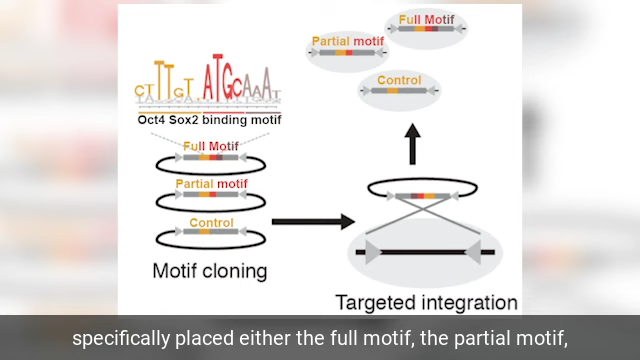 Full Motif
Partial motif
Control
CTTTGT.ATGCAAAT
Oct4 Sox2 binding motif
Full Motif
Partial motif
Control
Motif cloning
Targeted integration
specifically placed either the full motif, the partial motif,